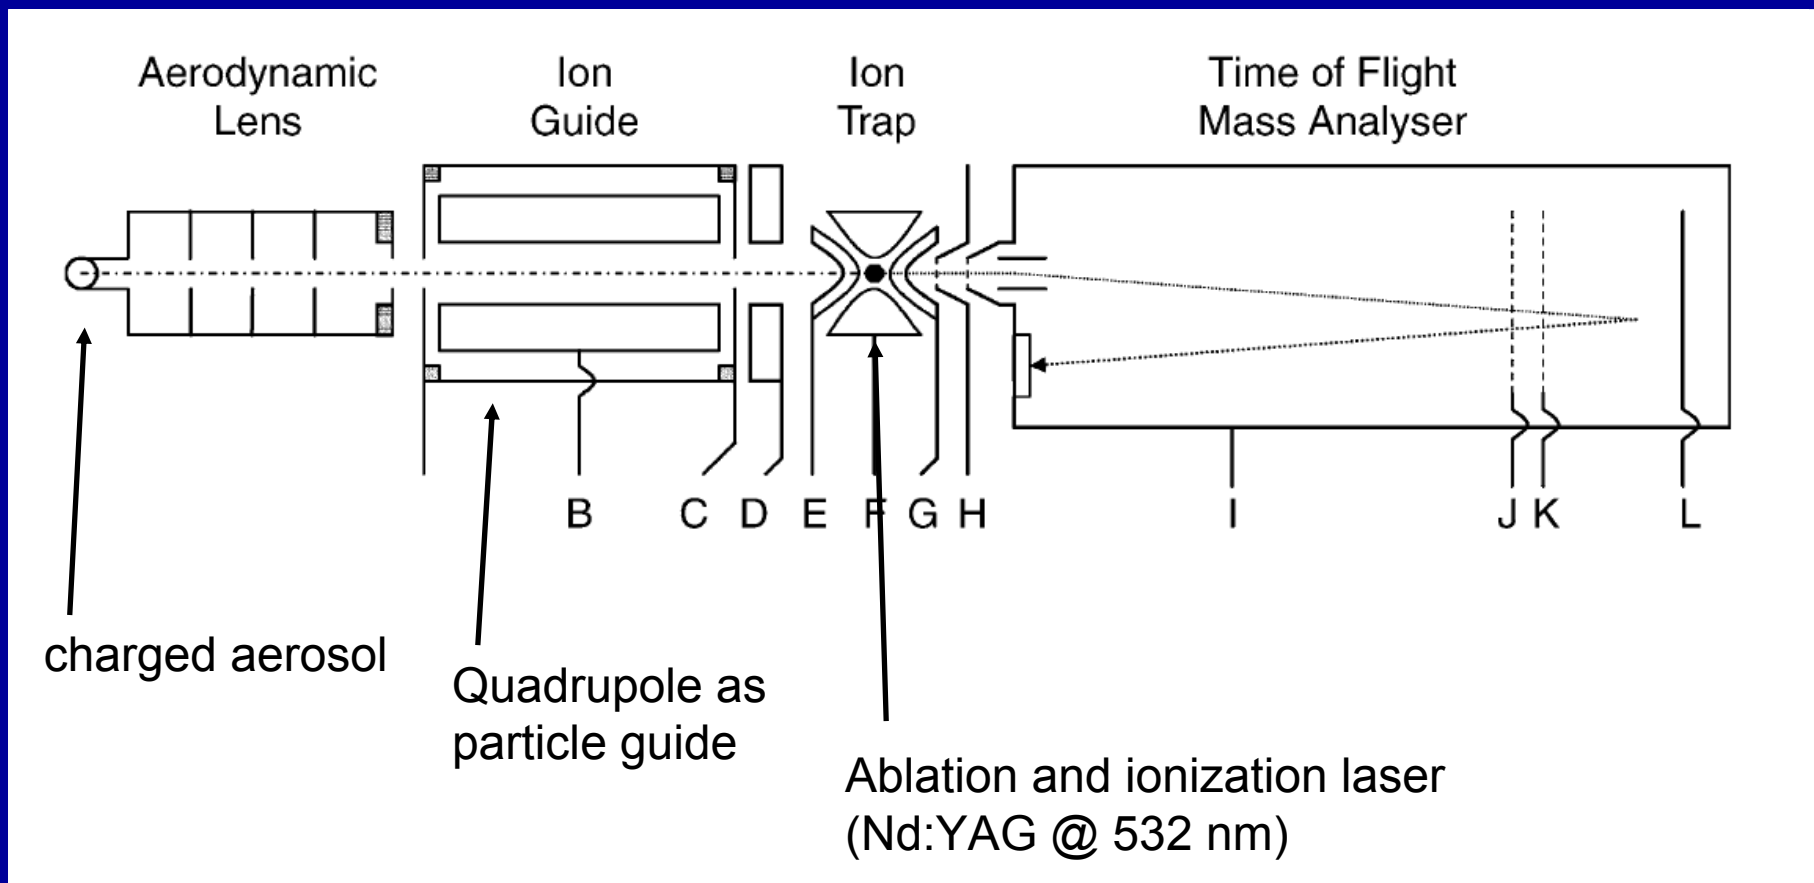 Aerodynamic
Lens
Ion
Guide
Ion
Trap
Time of Flight
Mass Analyser
B
C
D
E
F
G
H
I
J
K
L
charged aerosol
Quadrupole as
particle guide
Ablation and ionization laser
(Nd:YAG @ 532 nm)